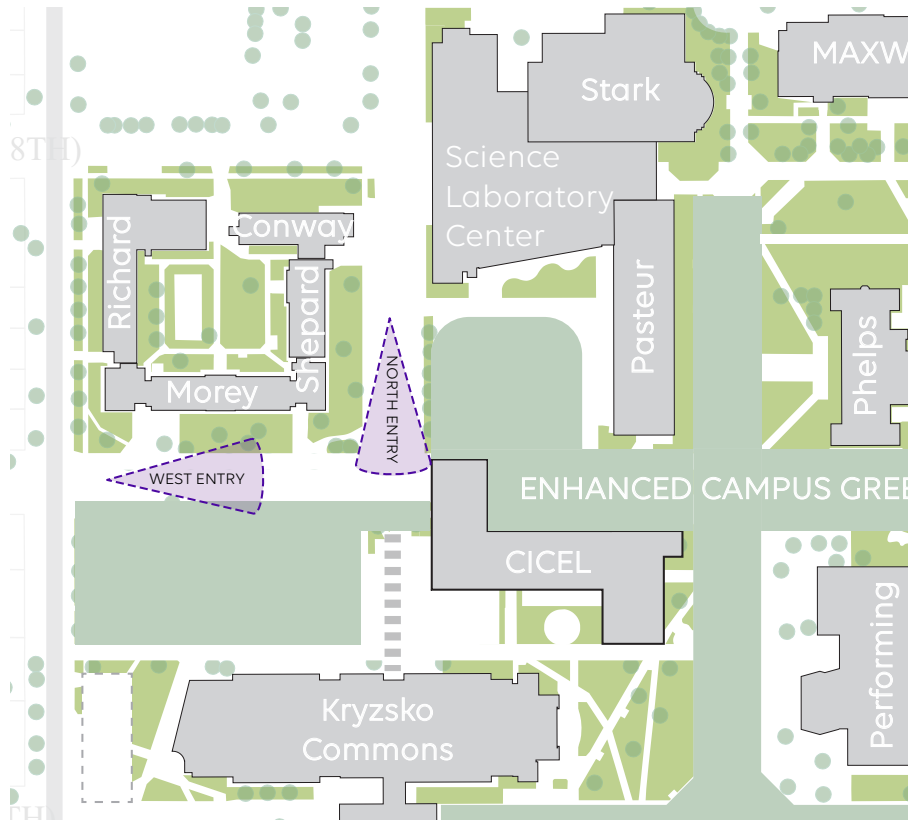 MAXW
Stark
8TH)
Science
Laboratory
Center
Conway
Richard
Shepard
Pasteur
Phelps
NORTH ENTRY
Morey
WEST ENTRY
ENHANCED CAMPUS GREE
CICEL
Performing
Kryzsko
Commons
TH)